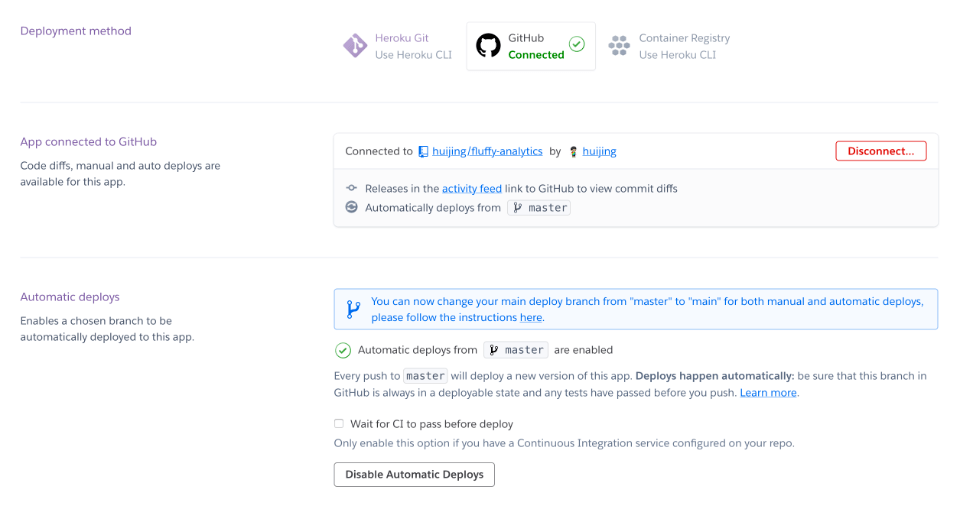 Deployment method
Heroku Git
Use Heroku CLI
GitHub
Connected
Container Registry
Use Heroku CLI
App connected to GitHub
Code diffs, manual and auto deploys are
available for this app.
Connected to huijing/fluffy-analytics by huijing
Disconnect...
Releases in the activity feed link to GitHub to view commit diffs
Automatically deploys from master
Automatic deploys
Enables a chosen branch to be
automatically deployed to this app.
You can now change your main deploy branch from "master" to "main" for both manual and automatic deploys,
please follow the instructions here.
Automatic deploys from master are enabled
Every push to master will deploy a new version of this app. Deploys happen automatically: be sure that this branch in
GitHub is always in a deployable state and any tests have passed before you push. Learn more.
Wait for CI to pass before deploy
Only enable this option if you have a Continuous Integration service configured on your repo.
Disable Automatic Deploys